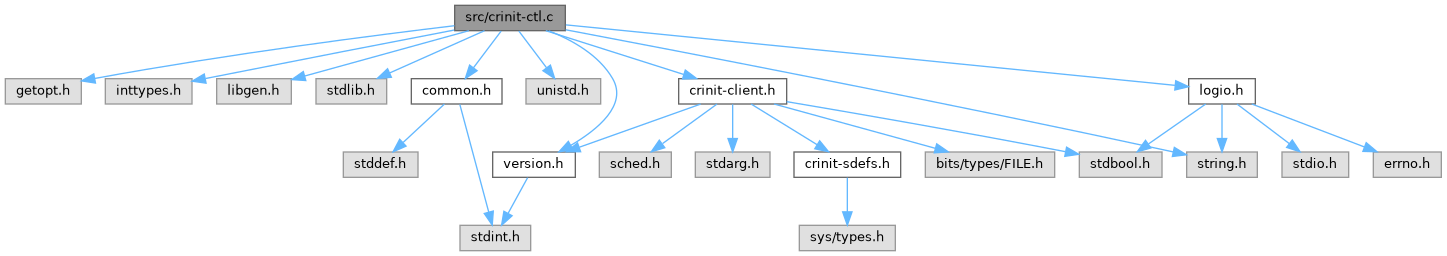 src/crinit-ctl.c
getopt.h
inttypes.h
libgen.h
stdlib.h
common.h
unistd.h
crinit-client.h
logio.h
stddef.h
version.h
sched.h
stdarg.h
crinit-sdefs.h
bits/types/FILE.h
stdbool.h
string.h
stdio.h
errno.h
stdint.h
sys/types.h